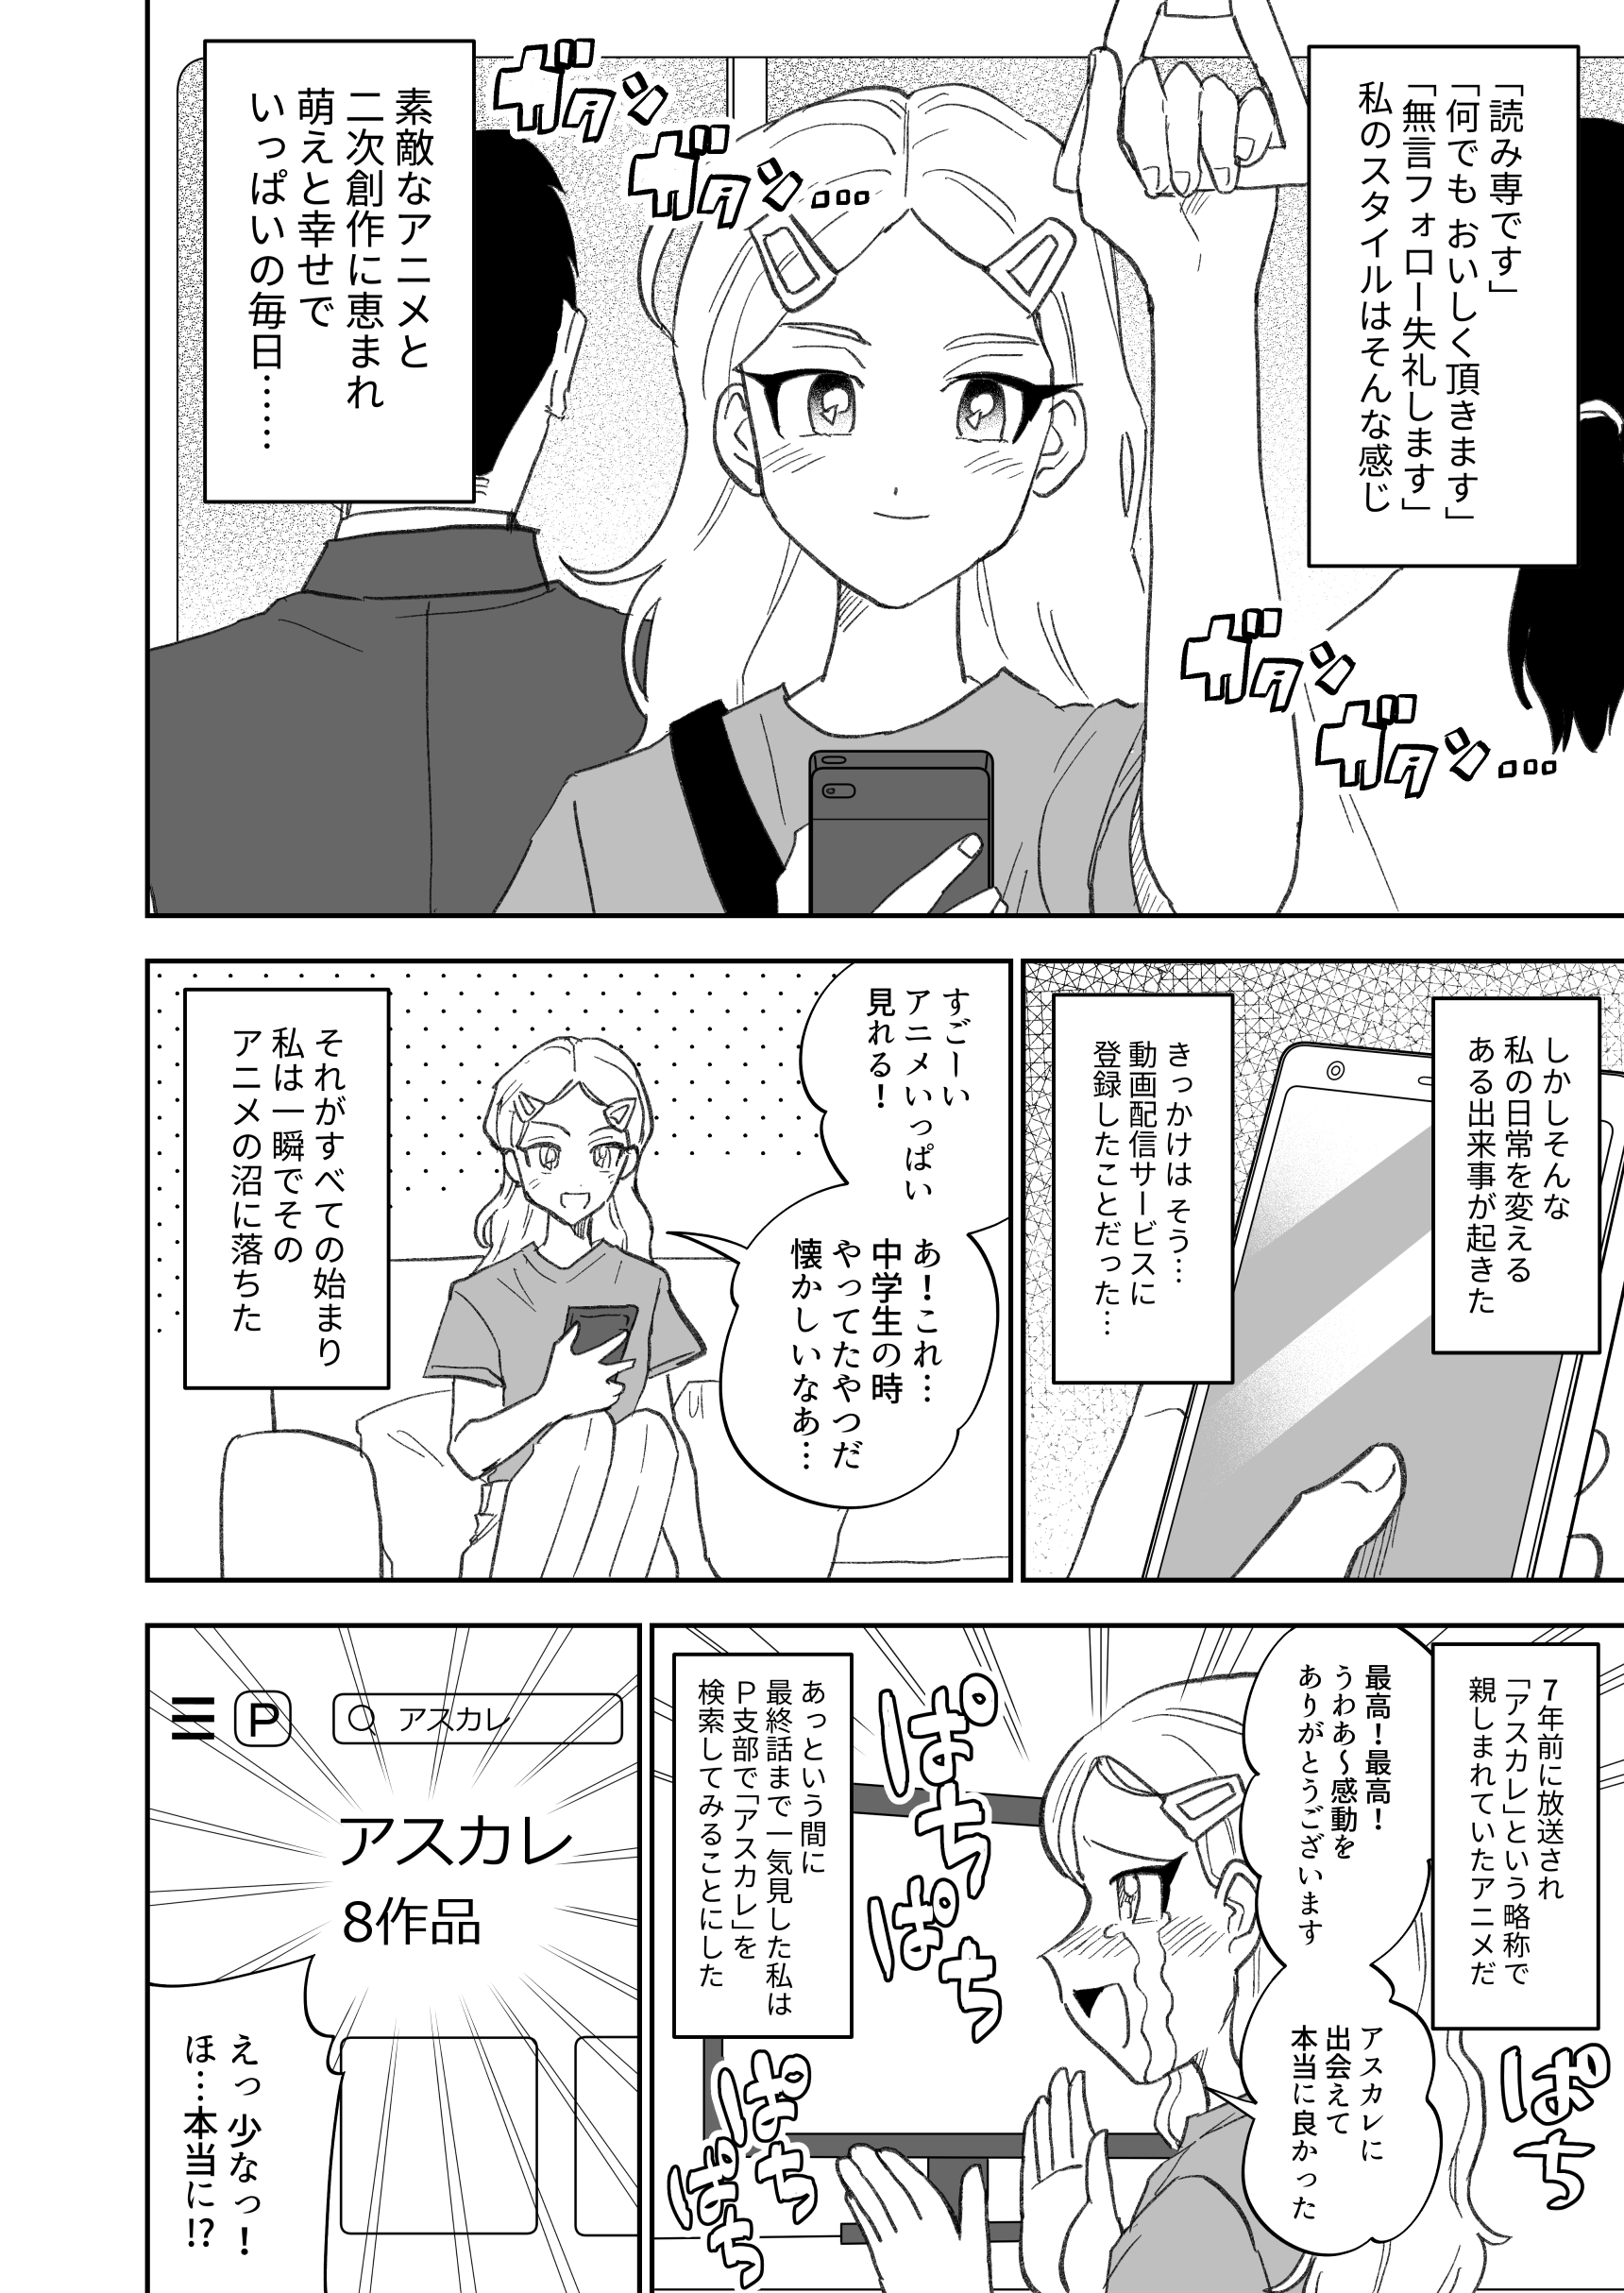 「読み専です」
「何でも おいしく頂きます」
「無言フォロー失礼します」
私のスタイルはそんな感じ
ガタン
ガタン…
素敵なアニメと
二次創作に恵まれ
萌えと幸せで
いっぱいの毎日……
ガタン
ガタン…
しかしそんな
私の日常を変える
ある出来事が起きた
きっかけは そう…
動画配信サービスに
登録したことだった…
すごーい
アニメいっぱい
見れる！
あ！これ…
中学生の時
やってたやつだ
懐かしいなあ…
それがすべての始まり
私は一瞬でその
アニメの沼に落ちた
7年前に放送され
「アスカレ」という略称で
親しまれていたアニメだ
最高！最高！
うわあ〜感動を
ありがとうございます
アスカレに
出会えて
本当に良かった
ぱち
ぱち
ぱち
ぱち
ぱち
あっという間に
最終話まで一気見した私は
P支部で「アスカレ」を
検索してみることにした
P
アスカレ
アスカレ
8作品
えっ 少なっ！
ほ…本当に!?